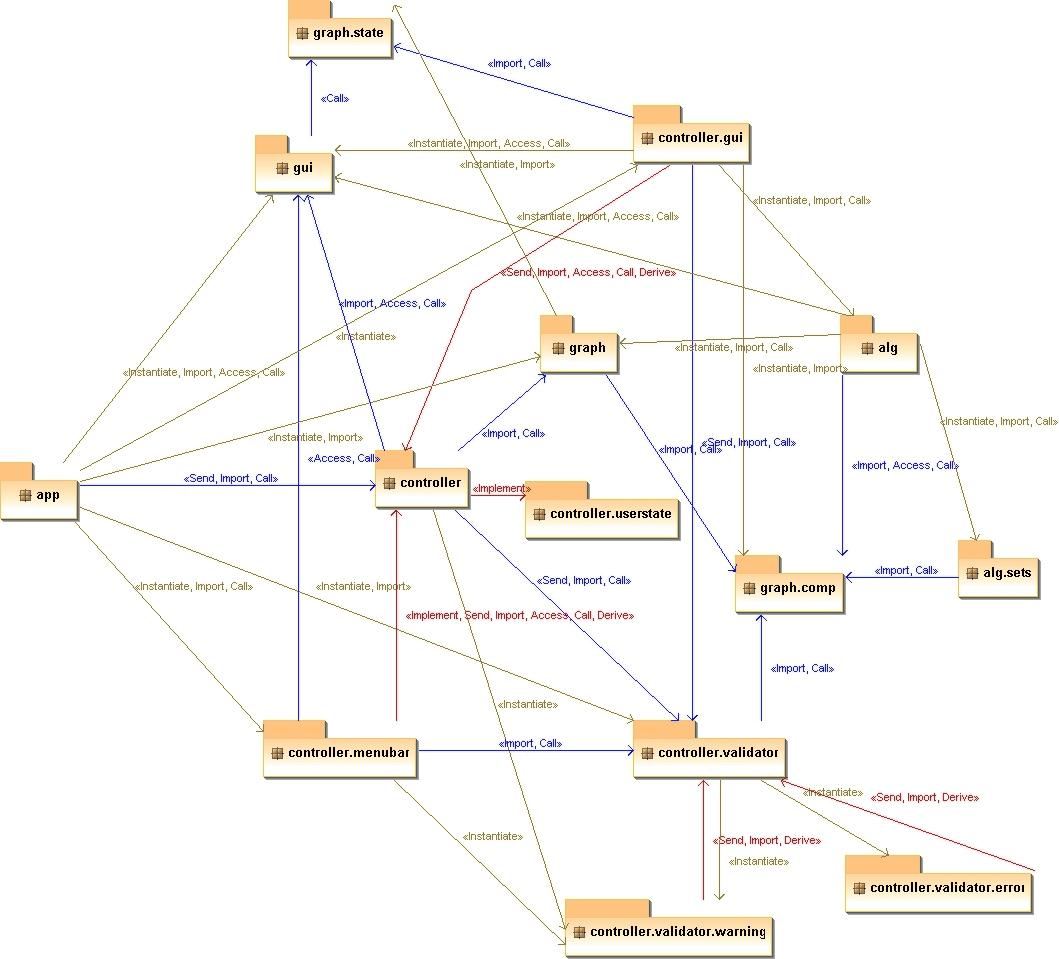 graph.state
«Import, Call»
«Call»
controller.gui
«Instantiate, Import, Access, Call»
gui
«Instantiate, Import»
«Instantiate, Import, Call»
«Instantiate, Import, Access, Call»
«Send, Import, Access, Call, Derive»
«Import, Access, Call»
«Instantiate»
graph
«Instantiate, Import, Call»
alg
«Instantiate, Import, Access, Call»
«Instantiate, Import»
«Instantiate, Import, Call»
«Instantiate, Import»
«Import, Call»
«Send, Import, Call»
«Import, Call»
«Access, Call»
«Import, Access, Call»
«Send, Import, Call»
controller
app
«Implement»
controller.userstate
«Import, Call»
alg.sets
«Instantiate, Import, Call»
«Instantiate, Import»
«Send, Import, Call»
graph.comp
«Implement, Send, Import, Access, Call, Derive»
«Import, Call»
«Instantiate»
«Import, Call»
controller.menubar
controller.validator
«Instantiate»
«Send, Import, Derive»
«Instantiate»
«Send, Import, Derive»
«Instantiate»
controller.validator.error
controller.validator.warning